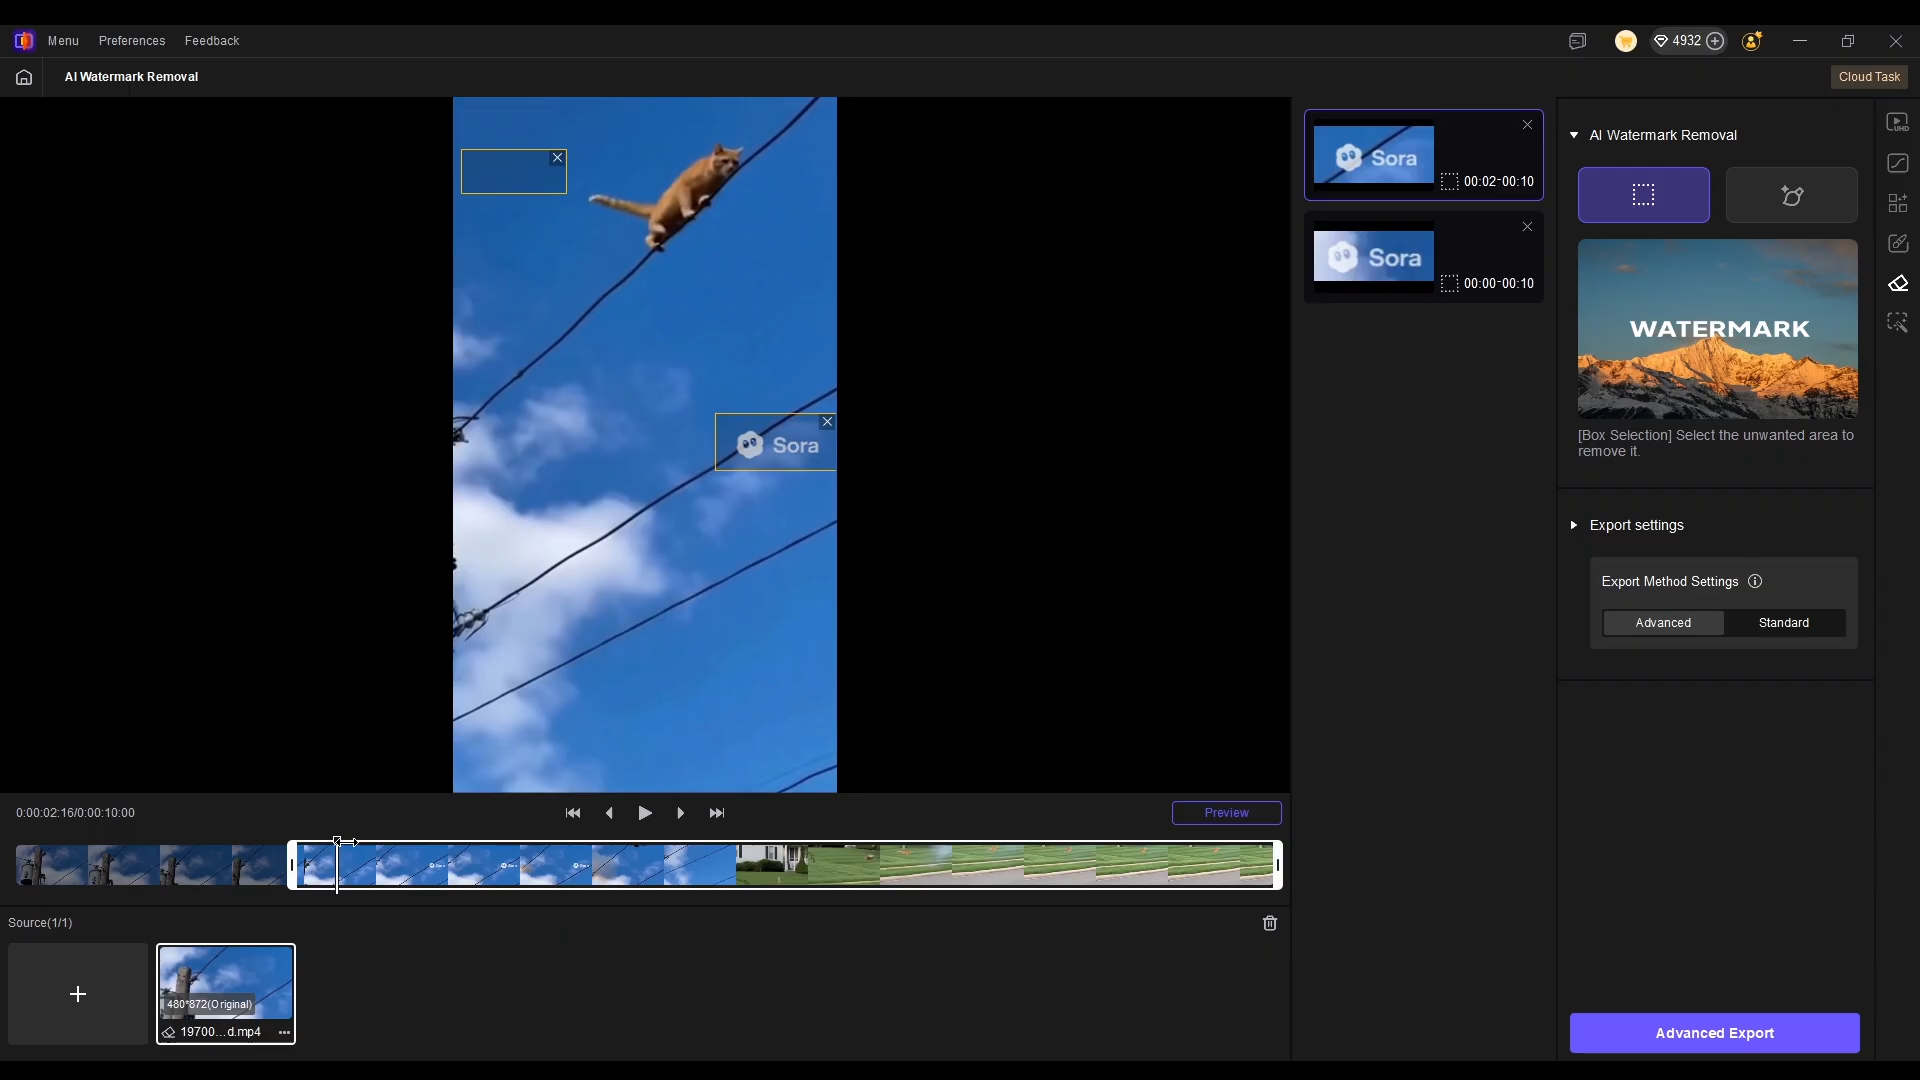 Menu Preferences Feedback
4932
AI Watermark Removal
Cloud Task
Sora
00:02-00:10
Sora
00:00-00:10
Sora
AI Watermark Removal
WATERMARK
[Box Selection] Select the unwanted area to
remove it.
Export settings
Export Method Settings
Advanced Standard
0:00:02:16/0:00:10:00
Preview
Source(1/1)
480*872(Original)
19700...d.mp4
Advanced Export